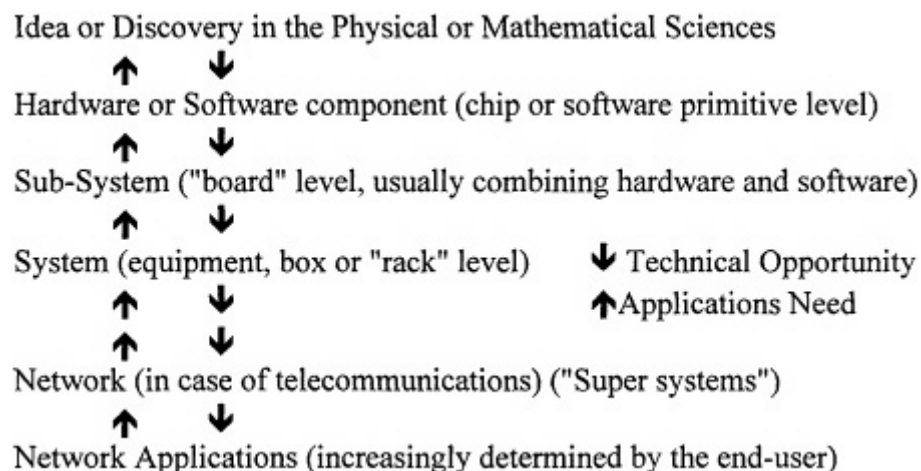 Idea or Discovery in the Physical or Mathematical Sciences
Hardware or Software component (chip or software primitive level)
Sub-System ("board" level, usually combining hardware and software)
System (equipment, box or "rack" level)
Technical Opportunity
Applications Need
Network (in case of telecommunications) ("Super systems")
Network Applications (increasingly determined by the end-user)